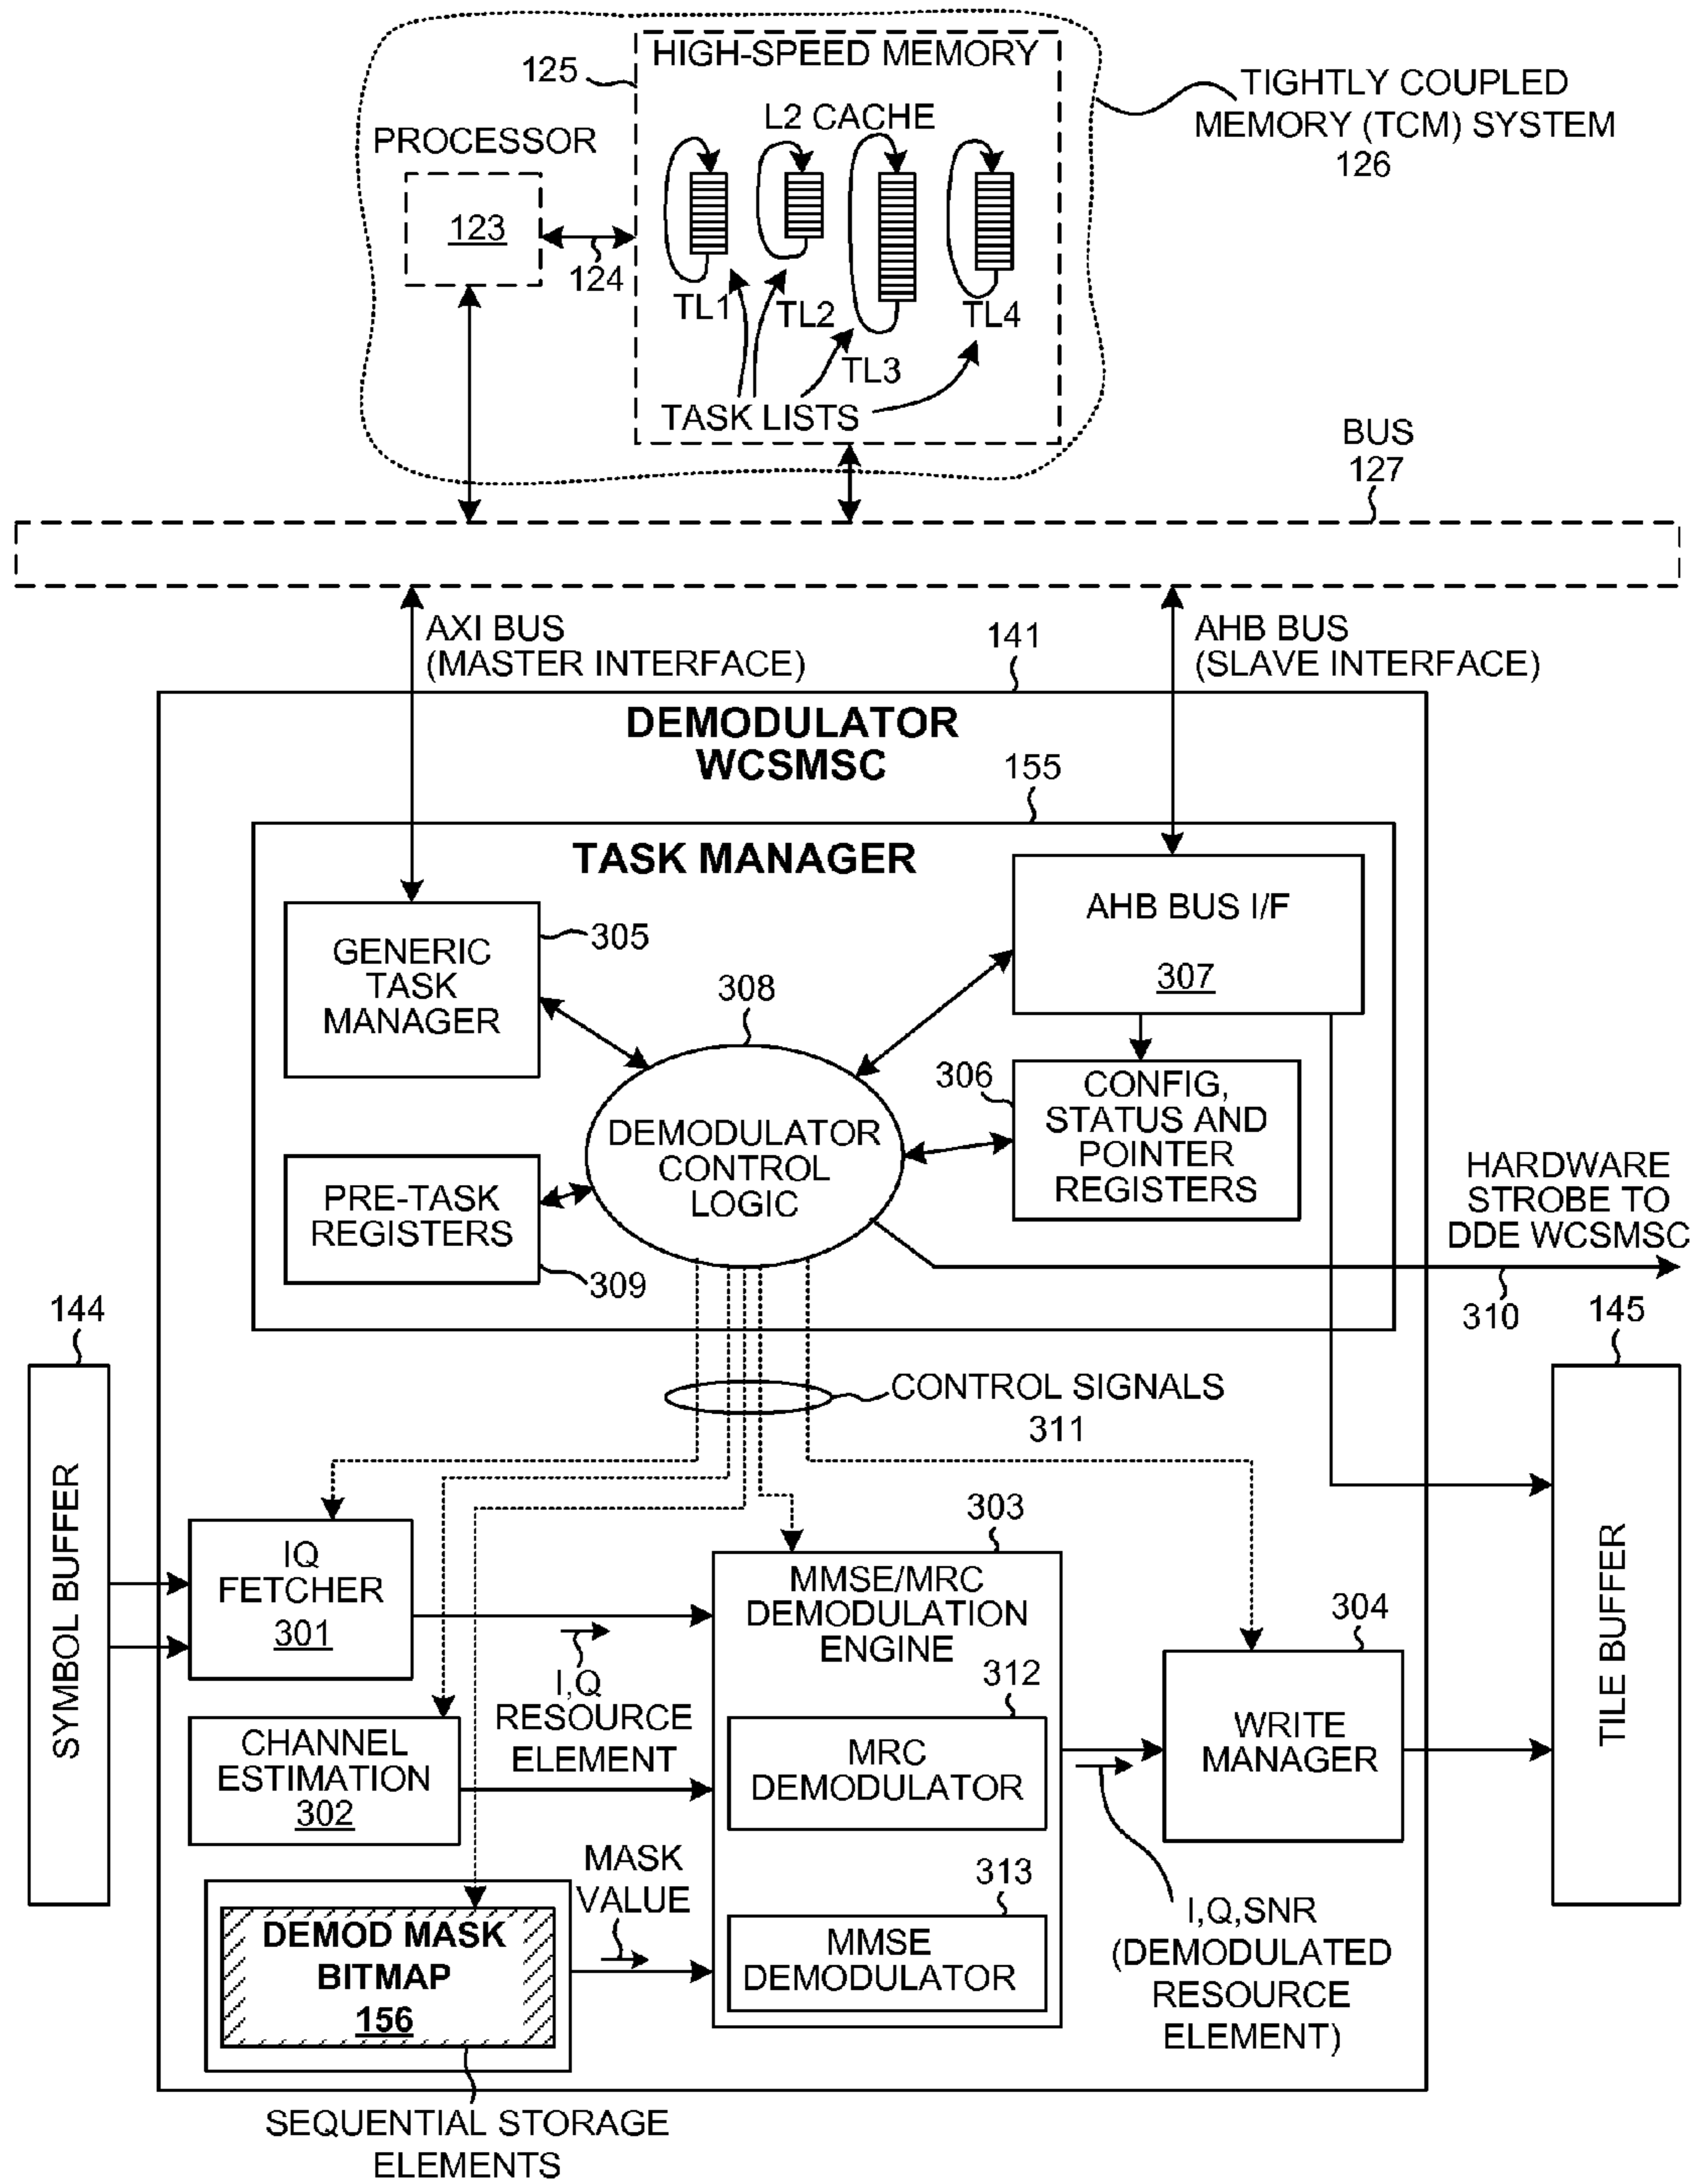 HIGH-SPEED MEMORY
125
L2 CACHE
TIGHTLY COUPLED
MEMORY (TCM) SYSTEM
126
PROCESSOR
123
124
TL1
TL2
TL3
TL4
TASK LISTS
BUS
127
AXI BUS
(MASTER INTERFACE)
141
AHB BUS
(SLAVE INTERFACE)
DEMODULATOR
WCSMSC
155
TASK MANAGER
GENERIC
TASK
MANAGER
305
AHB BUS I/F
307
308
DEMODULATOR
CONTROL
LOGIC
306
CONFIG,
STATUS AND
POINTER
REGISTERS
PRE-TASK
REGISTERS
309
HARDWARE
STROBE TO
DDE WCSMSC
310
144
145
CONTROL SIGNALS
311
SYMBOL BUFFER
IQ
FETCHER
301
I,Q
RESOURCE
ELEMENT
303
MMSE/MRC
DEMODULATION
ENGINE
312
MRC
DEMODULATOR
313
MMSE
DEMODULATOR
304
WRITE
MANAGER
TILE BUFFER
CHANNEL
ESTIMATION
302
MASK
VALUE
DEMOD MASK
BITMAP
156
I,Q,SNR
(DEMODULATED
RESOURCE
ELEMENT)
SEQUENTIAL STORAGE
ELEMENTS